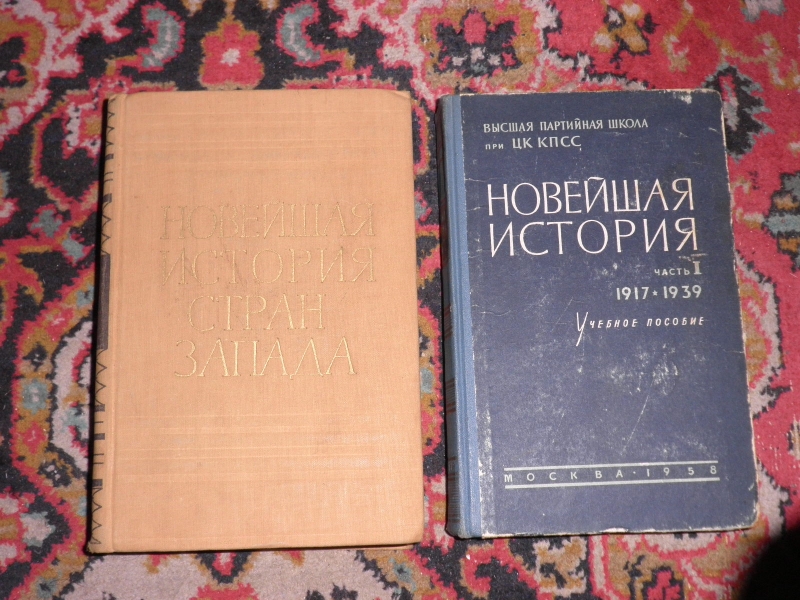 НОВЕЙШАЯ
ИСТОРИЯ
СТРАН
ЗАПАДА
ВЫСШАЯ ПАРТИЙНАЯ ШКОЛА
ПРИ ЦК КПСС
НОВЕЙШАЯ
ИСТОРИЯ
ЧАСТЬ I
1917 * 1939
УЧЕБНОЕ ПОСОБИЕ
МОСКВА · 1958